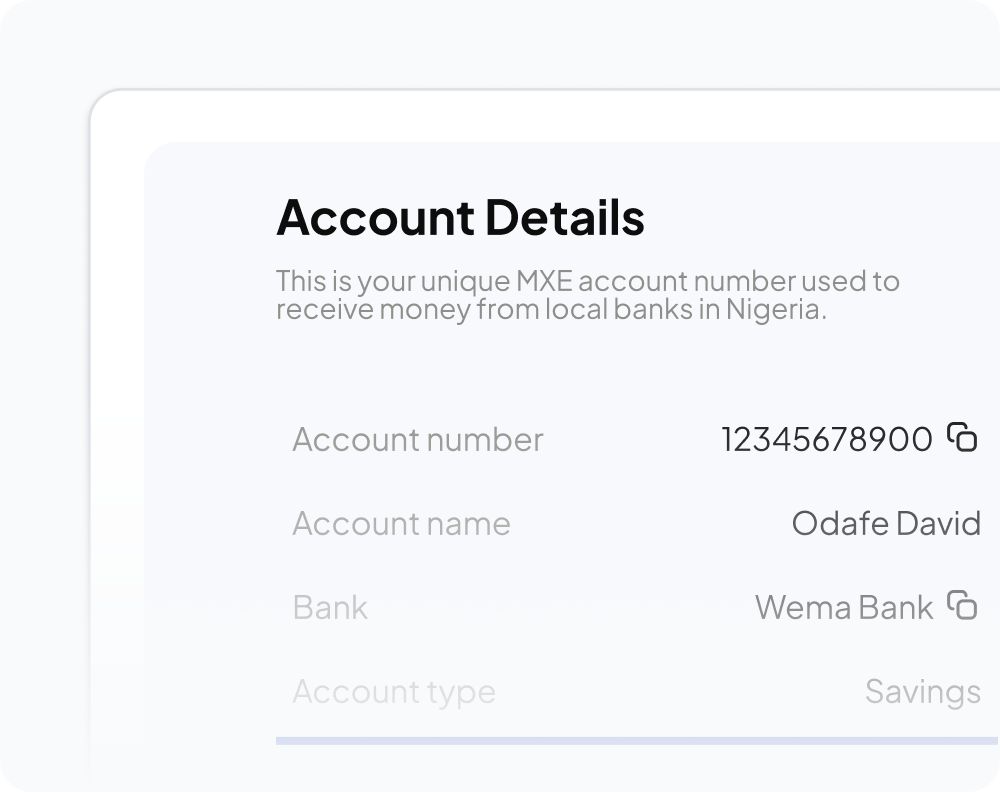 Account Details
This is your unique MXE account number used to
receive money from local banks in Nigeria.
Account number 12345678900
Account name Odafe David
Bank Wema Bank
Account type Savings